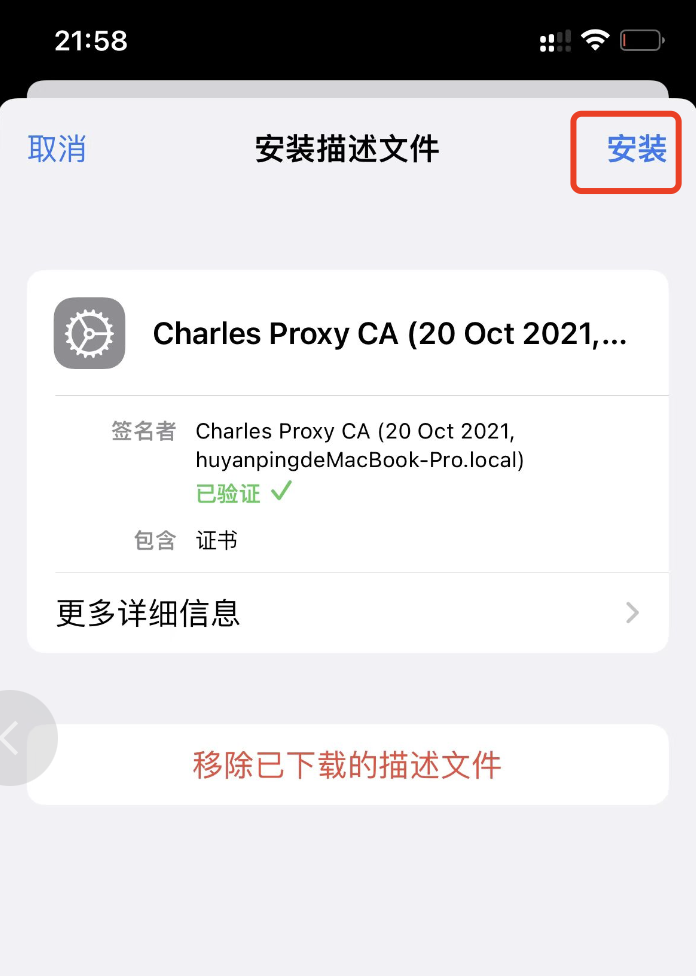 21:58
取消
安装描述文件
安装
Charles Proxy CA (20 Oct 2021,...
签名者
Charles Proxy CA (20 Oct 2021,
huyanpingdeMacBook-Pro.local)
已验证
包含
证书
更多详细信息
移除已下载的描述文件